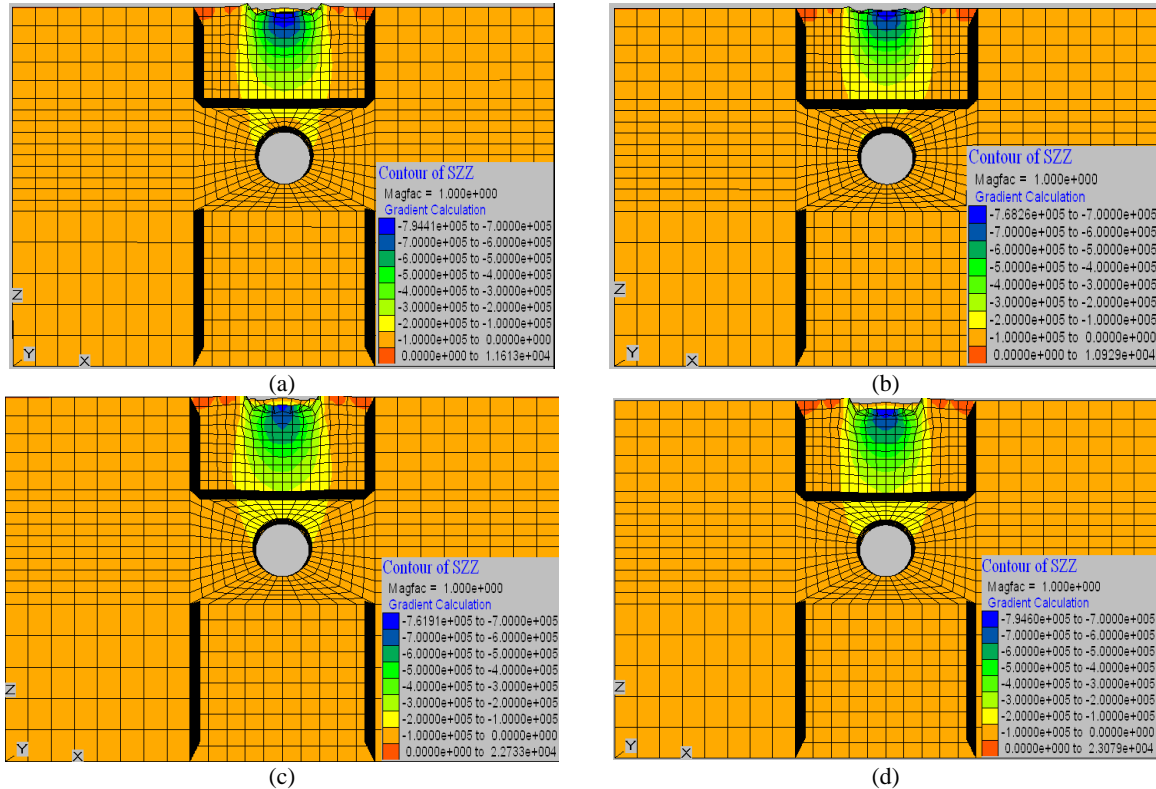 Contour of SZZ
Magfac = 1.000e+000
Gradient Calculation
-7.9441e+005 to -7.0000e+005
-7.0000e+005 to -6.0000e+005
-6.0000e+005 to -5.0000e+005
-5.0000e+005 to -4.0000e+005
-4.0000e+005 to -3.0000e+005
-3.0000e+005 to -2.0000e+005
-2.0000e+005 to -1.0000e+005
-1.0000e+005 to 0.0000e+000
0.0000e+000 to 1.1613e+004
Z
Y
X
(a)
Contour of SZZ
Magfac = 1.000e+000
Gradient Calculation
-7.6826e+005 to -7.0000e+005
-7.0000e+005 to -6.0000e+005
-6.0000e+005 to -5.0000e+005
-5.0000e+005 to -4.0000e+005
-4.0000e+005 to -3.0000e+005
-3.0000e+005 to -2.0000e+005
-2.0000e+005 to -1.0000e+005
-1.0000e+005 to 0.0000e+000
0.0000e+000 to 1.0929e+004
Z
Y
X
(b)
Contour of SZZ
Magfac = 1.000e+000
Gradient Calculation
-7.6191e+005 to -7.0000e+005
-7.0000e+005 to -6.0000e+005
-6.0000e+005 to -5.0000e+005
-5.0000e+005 to -4.0000e+005
-4.0000e+005 to -3.0000e+005
-3.0000e+005 to -2.0000e+005
-2.0000e+005 to -1.0000e+005
-1.0000e+005 to 0.0000e+000
0.0000e+000 to 2.2733e+004
Z
Y
X
(c)
Contour of SZZ
Magfac = 1.000e+000
Gradient Calculation
-7.9460e+005 to -7.0000e+005
-7.0000e+005 to -6.0000e+005
-6.0000e+005 to -5.0000e+005
-5.0000e+005 to -4.0000e+005
-4.0000e+005 to -3.0000e+005
-3.0000e+005 to -2.0000e+005
-2.0000e+005 to -1.0000e+005
-1.0000e+005 to 0.0000e+000
0.0000e+000 to 2.3079e+004
Z
Y
X
(d)